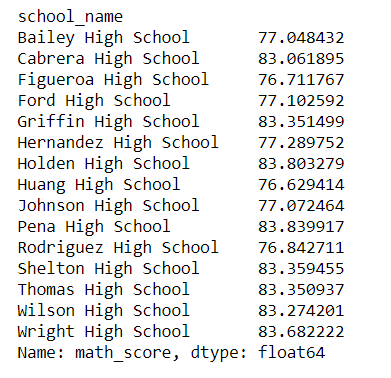 school_name
Bailey High School       77.048432
Cabrera High School      83.061895
Figueroa High School     76.711767
Ford High School         77.102592
Griffin High School      83.351499
Hernandez High School    77.289752
Holden High School       83.803279
Huang High School        76.629414
Johnson High School      77.072464
Pena High School         83.839917
Rodriguez High School    76.842711
Shelton High School      83.359455
Thomas High School       83.350937
Wilson High School       83.274201
Wright High School       83.682222
Name: math_score, dtype: float64